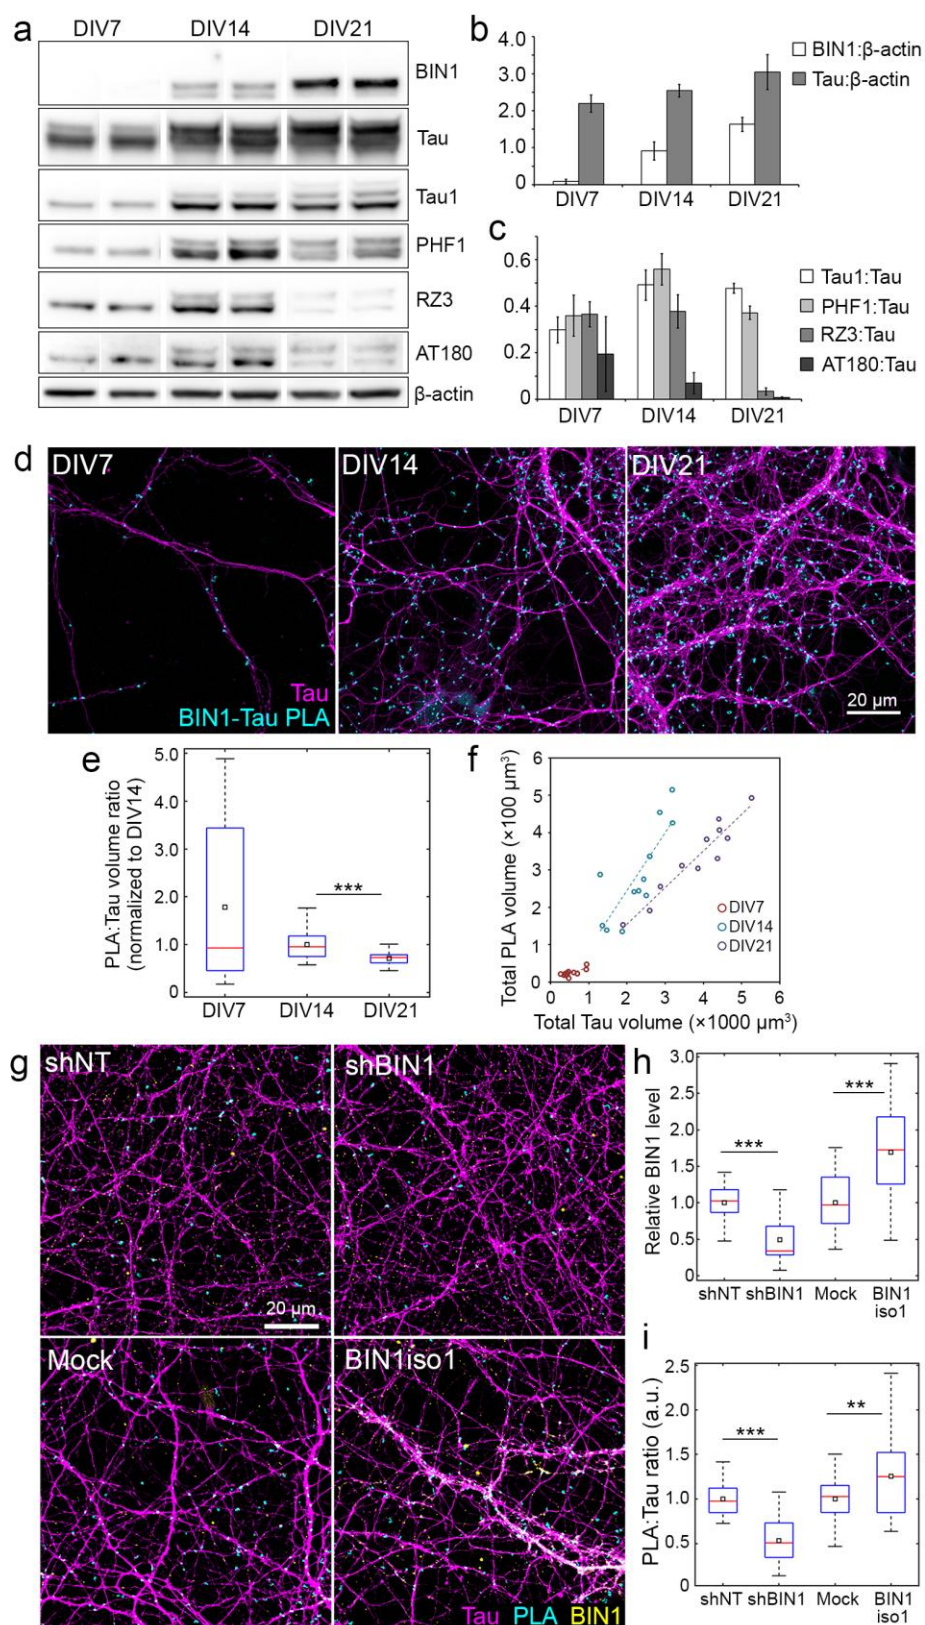 a
DIV7 DIV14 DIV21
BIN1
Tau
Tau1
PHF1
RZ3
AT180
β-actin
b
4.0
3.0
2.0
1.0
0
DIV7 DIV14 DIV21
BIN1:β-actin
Tau:β-actin
c
0.6
0.4
0.2
0
DIV7 DIV14 DIV21
Tau1:Tau
PHF1:Tau
RZ3:Tau
AT180:Tau
d
DIV7 DIV14 DIV21
Tau
BIN1-Tau PLA
20 µm
e
PLA:Tau volume ratio
(normalized to DIV14)
5.0
4.0
3.0
2.0
1.0
0
***
DIV7 DIV14 DIV21
f
Total PLA volume (×100 µm³)
6
5
4
3
2
1
0
DIV7
DIV14
DIV21
0 1 2 3 4 5 6
Total Tau volume (×1000 µm³)
g
shNT shBIN1
20 µm
Mock BIN1iso1
Tau PLA BIN1
h
Relative BIN1 level
3.0
2.5
2.0
1.5
1.0
0.5
0
*** ***
shNT shBIN1 Mock BIN1
iso1
i
PLA:Tau ratio (a.u.)
2.5
2.0
1.5
1.0
0.5
0
*** **
shNT shBIN1 Mock BIN1
iso1